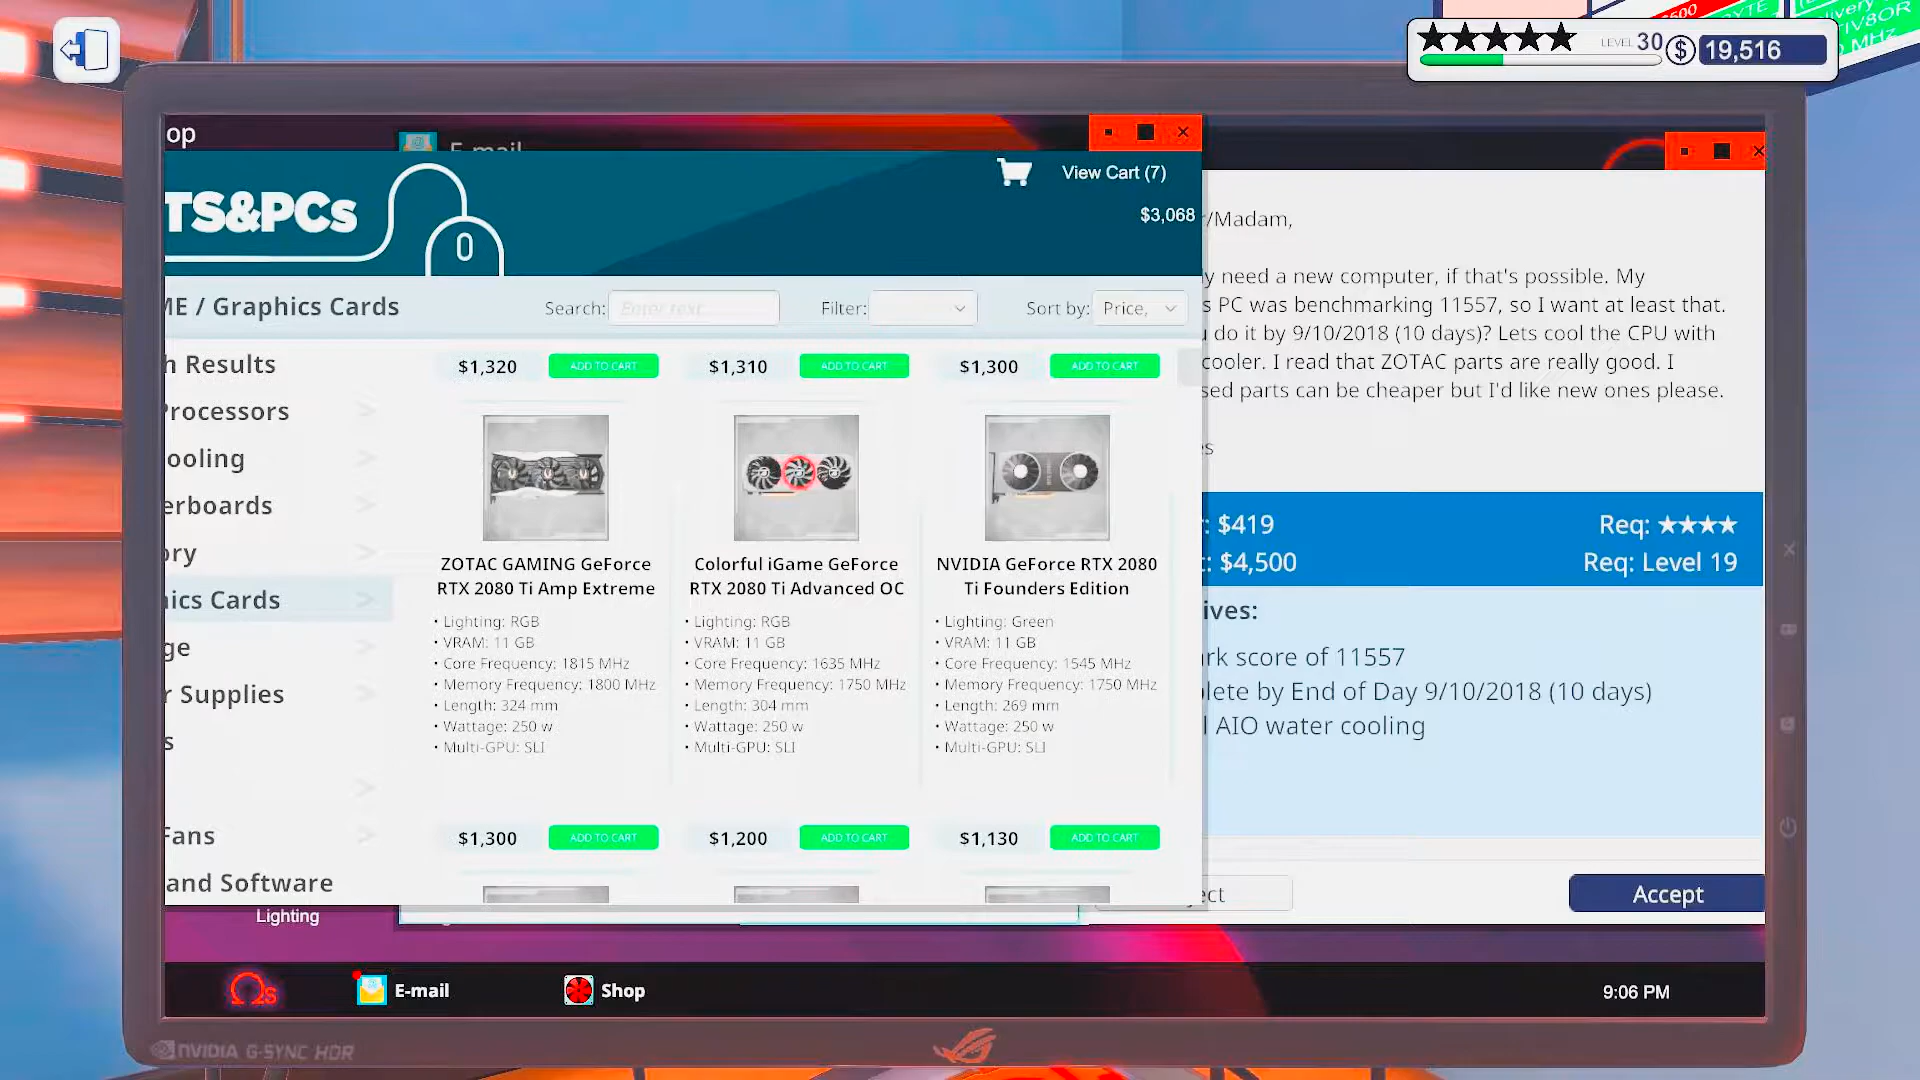 LEVEL 30
$ 19,516
op
E-mail
TS&PCs
View Cart (7)
$3,068
/Madam,
y need a new computer, if that's possible. My
s PC was benchmarking 11557, so I want at least that.
do it by 9/10/2018 (10 days)? Lets cool the CPU with
cooler. I read that ZOTAC parts are really good. I
sed parts can be cheaper but I'd like new ones please.
s
ME / Graphics Cards
Search:
Enter text
Filter:
Sort by:
Price,
h Results
rocessors
ooling
erboards
ry
ics Cards
ge
r Supplies
s
Fans
and Software
$1,320
ADD TO CART
$1,310
ADD TO CART
$1,300
ADD TO CART
ZOTAC GAMING GeForce
RTX 2080 Ti Amp Extreme
• Lighting: RGB
• VRAM: 11 GB
• Core Frequency: 1815 MHz
• Memory Frequency: 1800 MHz
• Length: 324 mm
• Wattage: 250 w
• Multi-GPU: SLI
$1,300
ADD TO CART
Colorful iGame GeForce
RTX 2080 Ti Advanced OC
• Lighting: RGB
• VRAM: 11 GB
• Core Frequency: 1635 MHz
• Memory Frequency: 1750 MHz
• Length: 304 mm
• Wattage: 250 w
• Multi-GPU: SLI
$1,200
ADD TO CART
NVIDIA GeForce RTX 2080
Ti Founders Edition
• Lighting: Green
• VRAM: 11 GB
• Core Frequency: 1545 MHz
• Memory Frequency: 1750 MHz
• Length: 269 mm
• Wattage: 250 w
• Multi-GPU: SLI
$1,130
ADD TO CART
: $419
Req: ★★★★
: $4,500
Req: Level 19
ives:
rk score of 11557
plete by End of Day 9/10/2018 (10 days)
l AIO water cooling
ect
Accept
Lighting
E-mail
Shop
9:06 PM
NVIDIA G-SYNC HDR